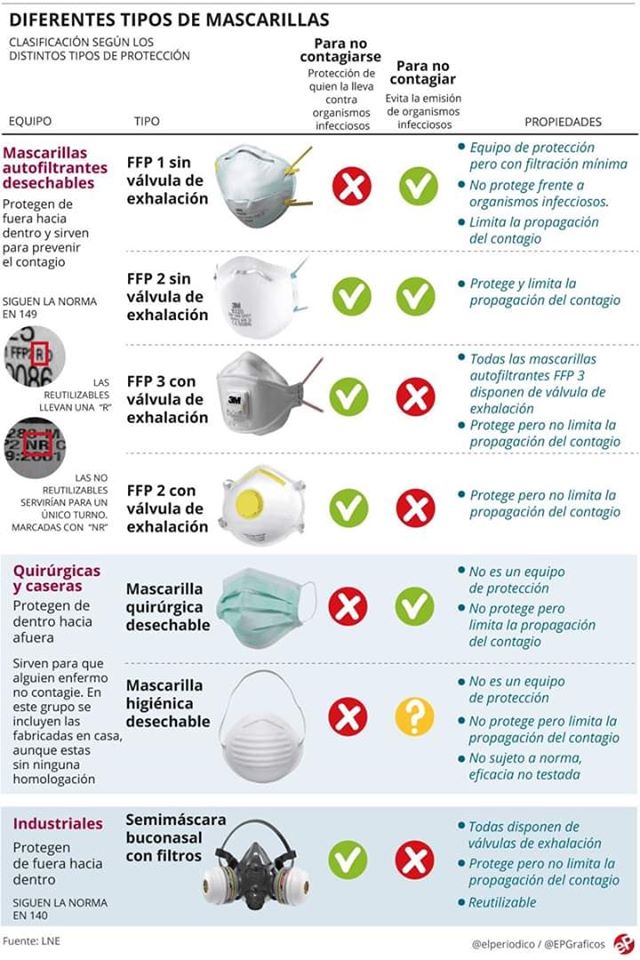 DIFERENTES TIPOS DE MASCARILLAS
CLASIFICACIÓN SEGÚN LOS
DISTINTOS TIPOS DE PROTECCIÓN
Para no
contagiarse
Protección de
quien la lleva
contra
organismos
infecciosos
Para no
contagiar
Evita la emisión
de organismos
infecciosos
EQUIPO
TIPO
PROPIEDADES
Mascarillas
autofiltrantes
desechables
Protegen de
fuera hacia
dentro y sirven
para prevenir
el contagio
SIGUEN LA NORMA
EN 149
FFP2 R
0086
LAS
REUTILIZABLES
LLEVAN UNA “R”
NR
9:2001
LAS NO
REUTILIZABLES
SERVIRÍAN PARA UN
ÚNICO TURNO.
MARCADAS CON “NR”
FFP 1 sin
válvula de
exhalación
• Equipo de protección
pero con filtración mínima
• No protege frente a
organismos infecciosos.
• Limita la propagación
del contagio
FFP 2 sin
válvula de
exhalación
3M
• Protege y limita la
propagación del contagio
FFP 3 con
válvula de
exhalación
3M
• Todas las mascarillas
autofiltrantes FFP 3
disponen de válvula de
exhalación
• Protege pero no limita la
propagación del contagio
FFP 2 con
válvula de
exhalación
• Protege pero no limita la
propagación del contagio
Quirúrgicas
y caseras
Protegen de
dentro hacia
afuera
Sirven para que
alguien enfermo
no contagie. En
este grupo se
incluyen las
fabricadas en casa,
aunque estas
sin ninguna
homologación
Mascarilla
quirúrgica
desechable
• No es un equipo
de protección
• No protege pero
limita la propagación
del contagio
Mascarilla
higiénica
desechable
?
• No es un equipo
de protección
• No protege pero limita la
propagación del contagio
• No sujeto a norma,
eficacia no testada
Industriales
Protegen
de fuera hacia
dentro
SIGUEN LA NORMA
EN 140
Semimáscara
buconasal
con filtros
• Todas disponen de
válvulas de exhalación
• Protege pero no limita la
propagación del contagio
• Reutilizable
Fuente: LNE
@elperiodico / @EPGraficos
eP